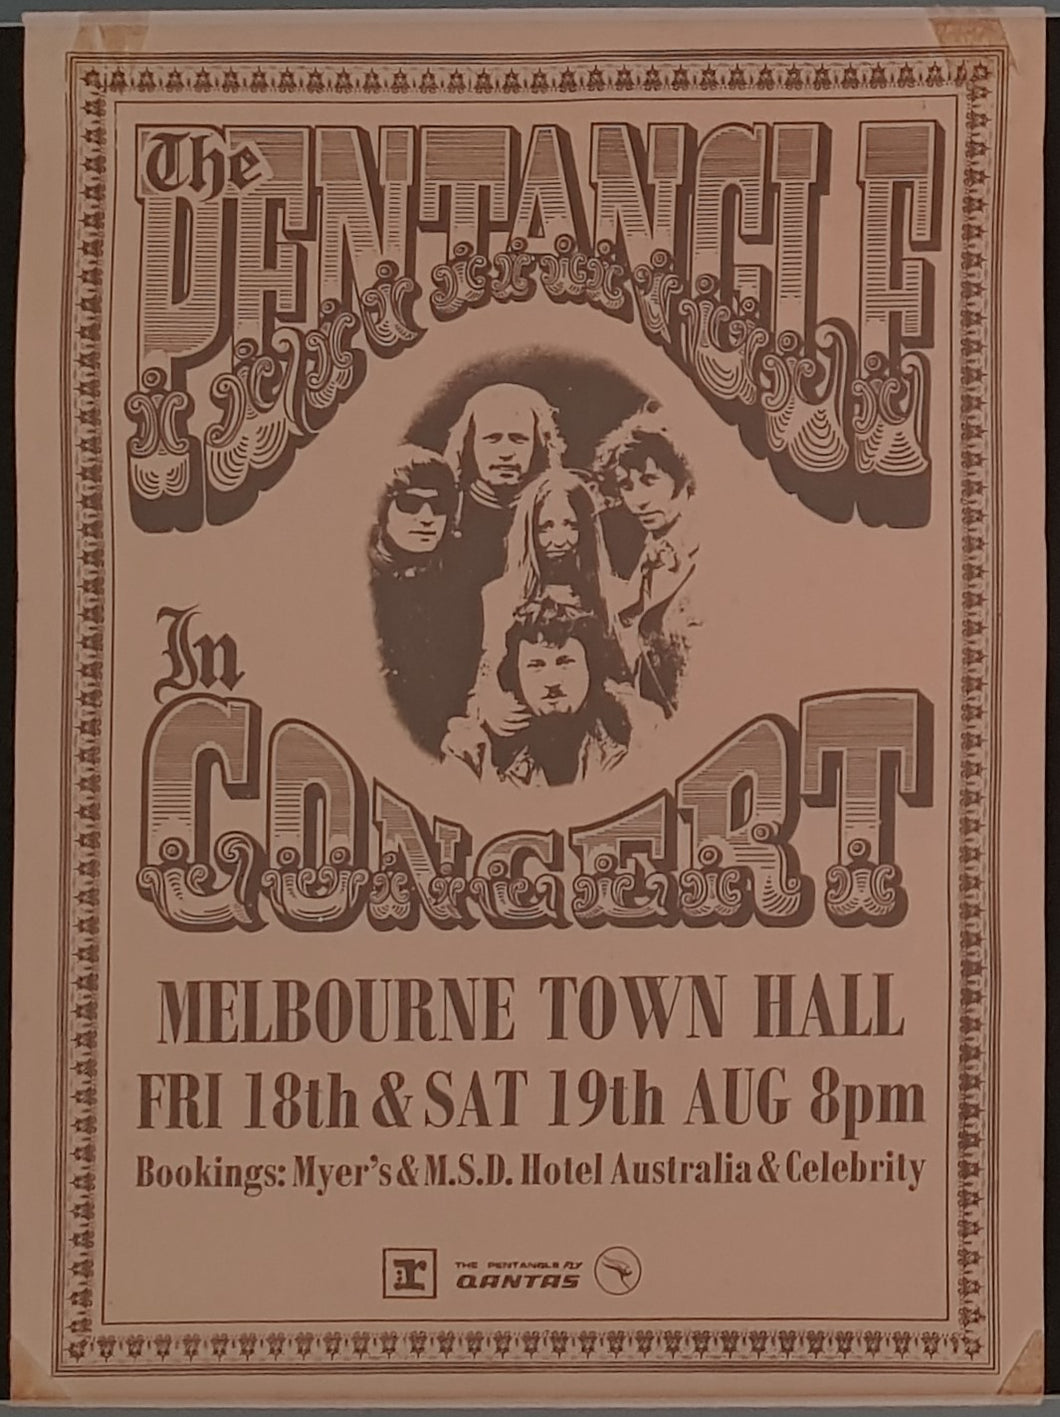 The
PENTANGLE
In
CONCERT
MELBOURNE TOWN HALL
FRI 18th & SAT 19th AUG 8pm
Bookings: Myer's & M.S.D. Hotel Australia & Celebrity
r
THE PENTANGLE FLY
QANTAS